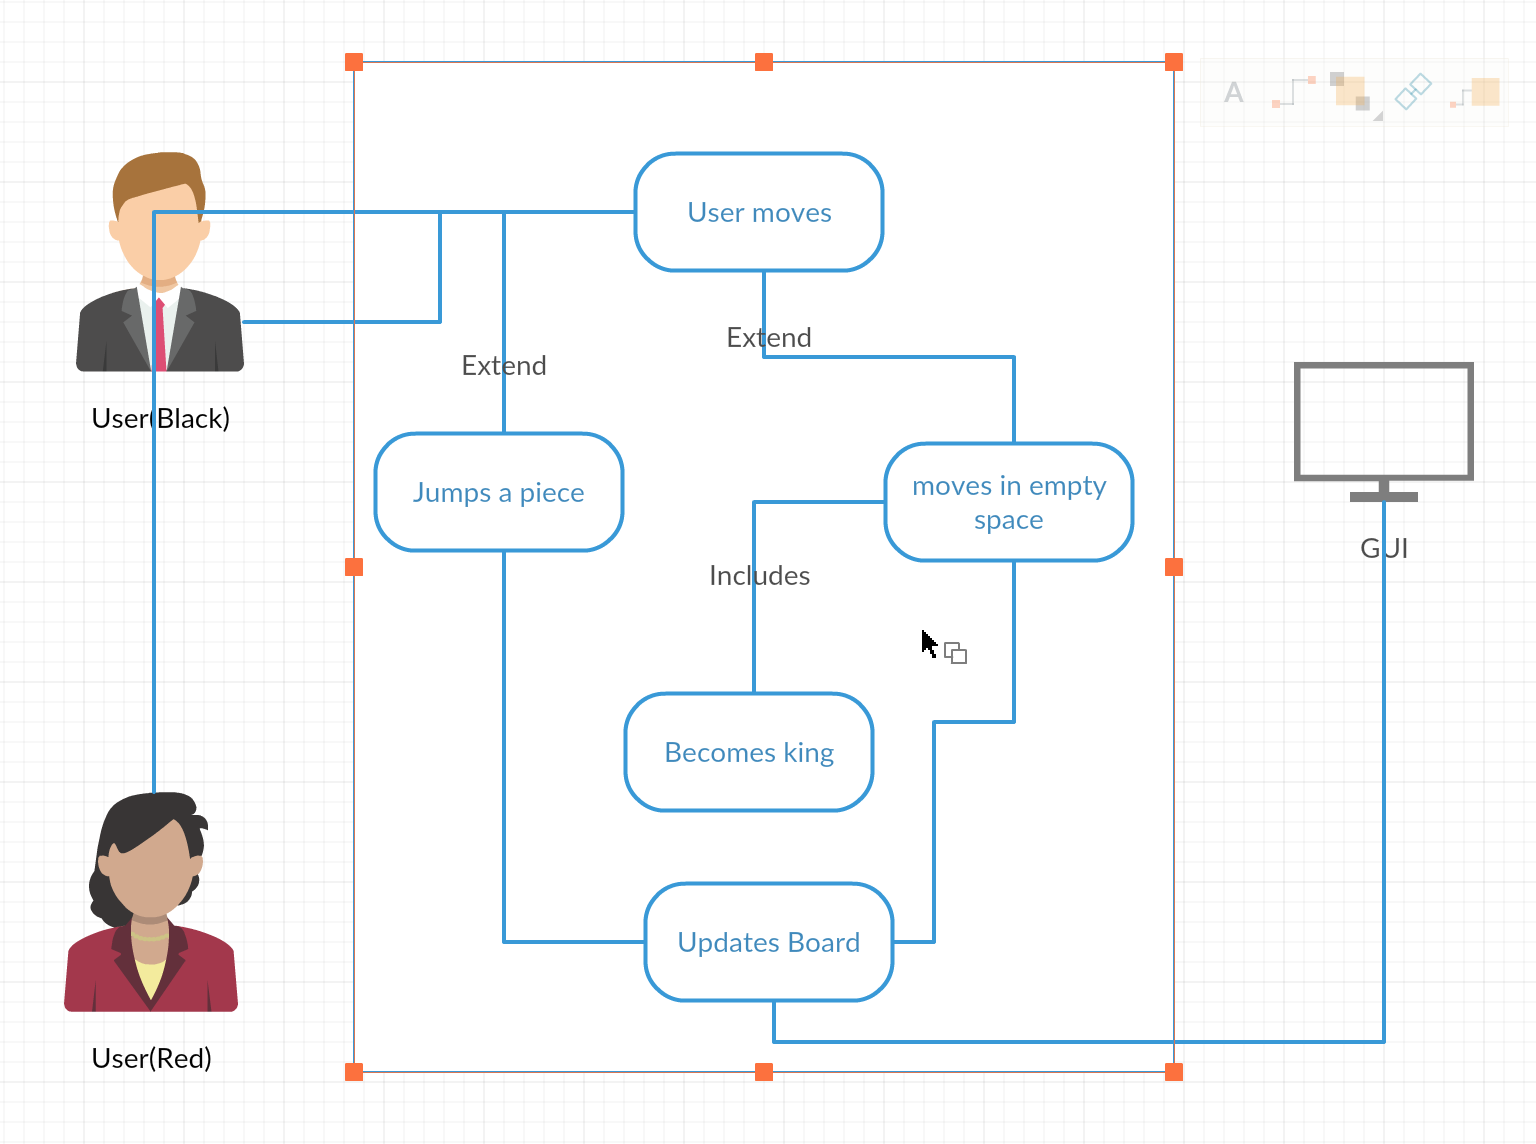 A
User moves
Extend
Extend
User(Black)
Jumps a piece
moves in empty
space
GUI
Includes
Becomes king
Updates Board
User(Red)